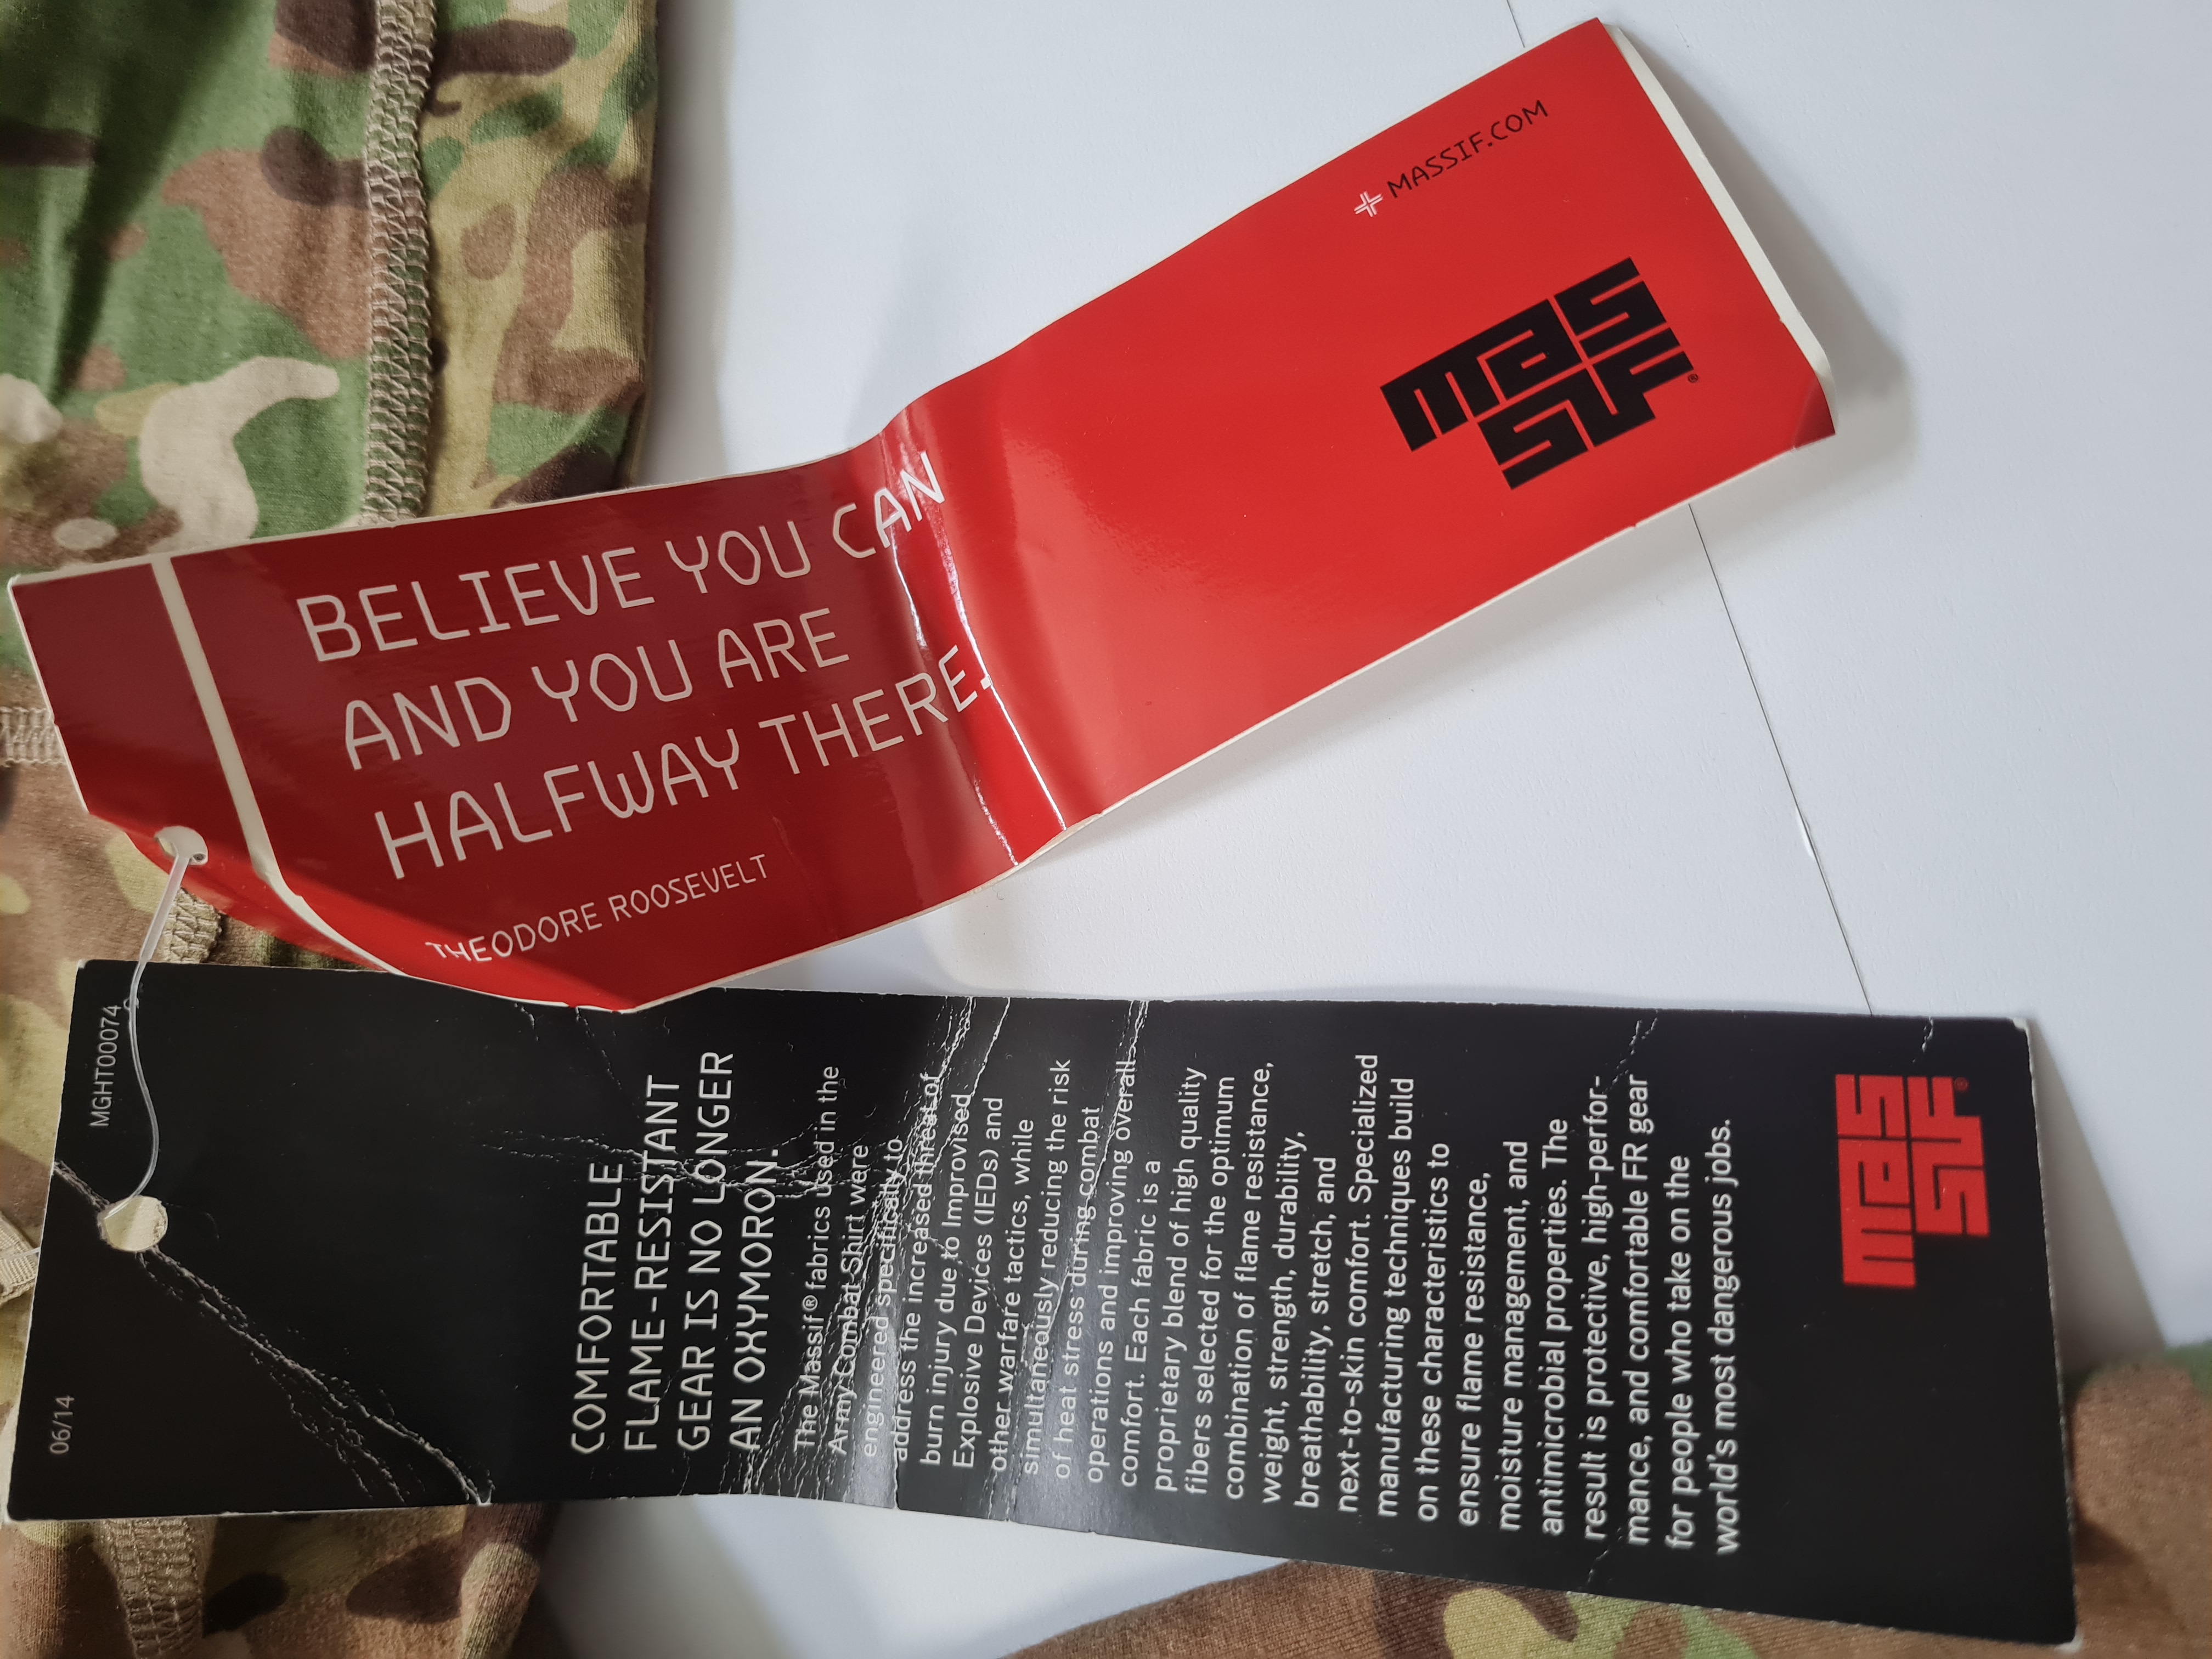 BELIEVE YOU CAN
AND YOU ARE
HALFWAY THERE.
THEODORE ROOSEVELT
MASSIF.COM
MASSIF®
06/14
MGHT00074
COMFORTABLE
FLAME-RESISTANT
GEAR IS NO LONGER
AN OXYMORON.
The Massif® fabrics used in the
Army Combat Shirt were
engineered specifically to
address the increased threat of
burn injury due to Improvised
Explosive Devices (IEDs) and
other warfare tactics, while
simultaneously reducing the risk
of heat stress during combat
operations and improving overall
comfort. Each fabric is a
proprietary blend of high quality
fibers selected for the optimum
combination of flame resistance,
weight, strength, durability,
breathability, stretch, and
next-to-skin comfort. Specialized
manufacturing techniques build
on these characteristics to
ensure flame resistance,
moisture management, and
antimicrobial properties. The
result is protective, high-perfor-
mance, and comfortable FR gear
for people who take on the
world's most dangerous jobs.
MASSIF®